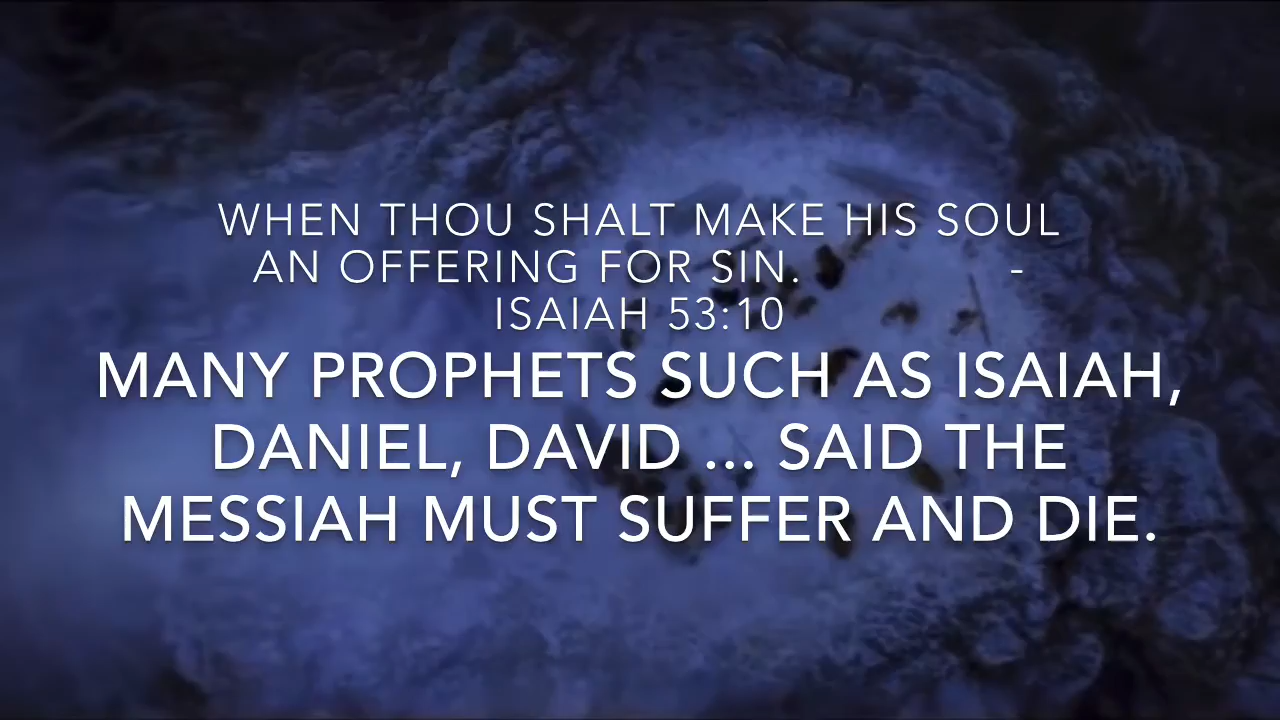 WHEN THOU SHALT MAKE HIS SOUL
AN OFFERING FOR SIN. -
ISAIAH 53:10
MANY PROPHETS SUCH AS ISAIAH,
DANIEL, DAVID ... SAID THE
MESSIAH MUST SUFFER AND DIE.